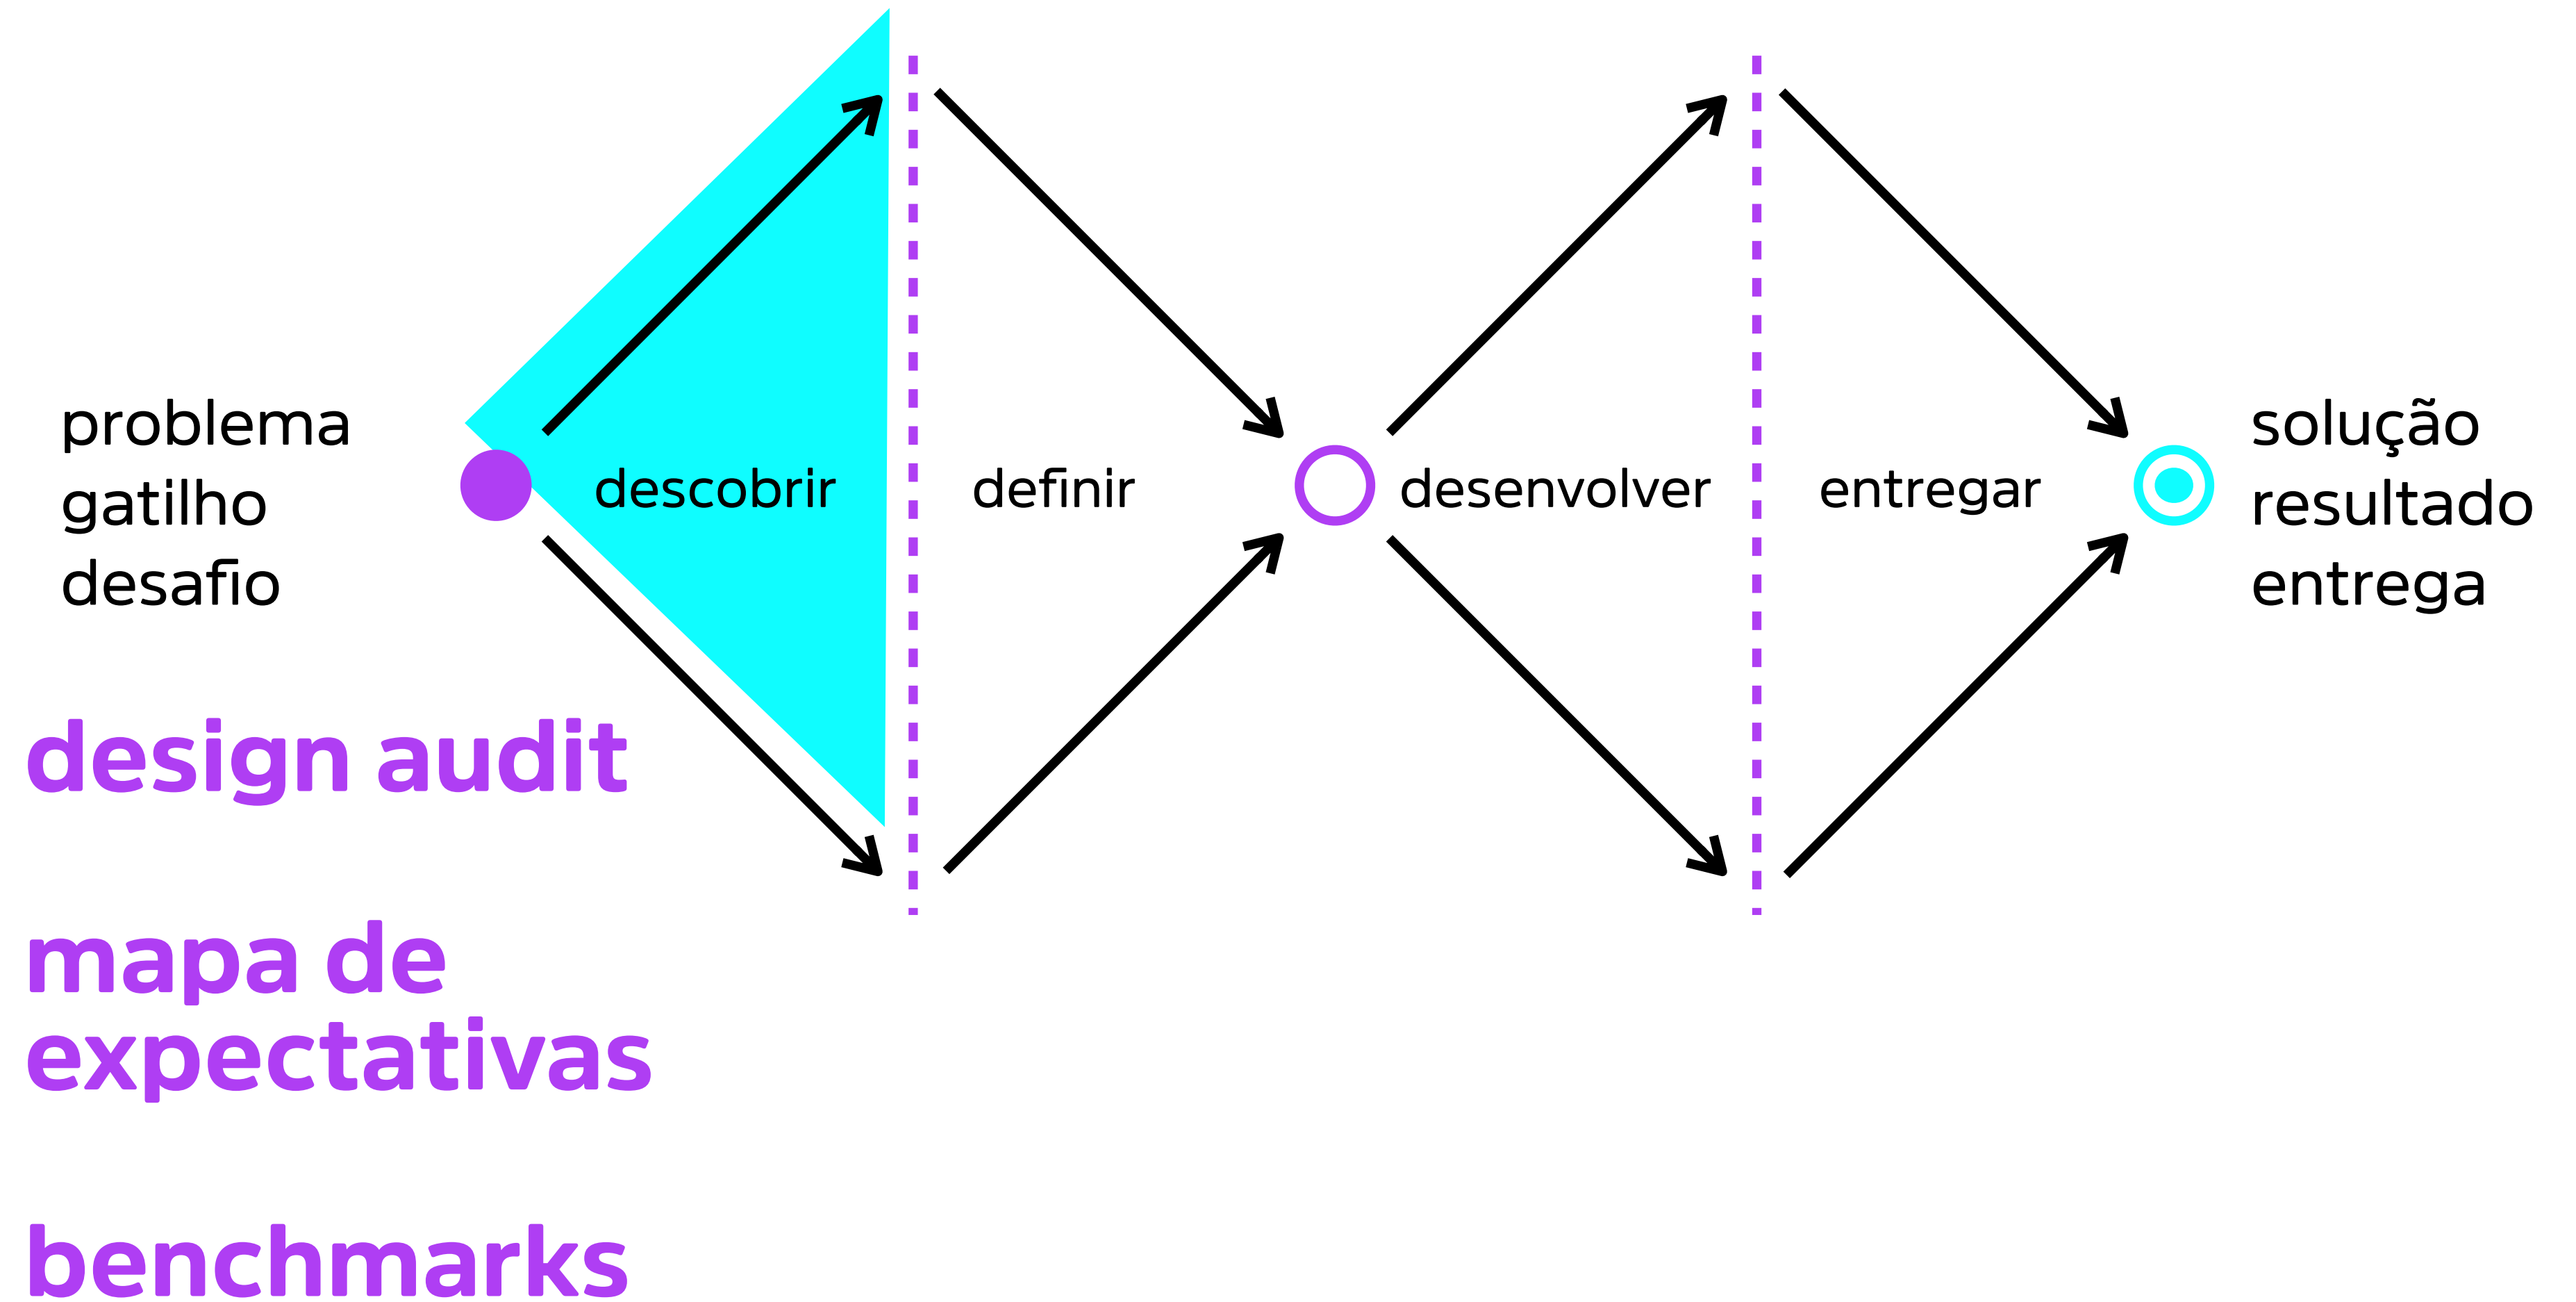 problema
gatilho
desafio
descobrir
definir
desenvolver
entregar
solução
resultado
entrega
design audit
mapa de
expectativas
benchmarks